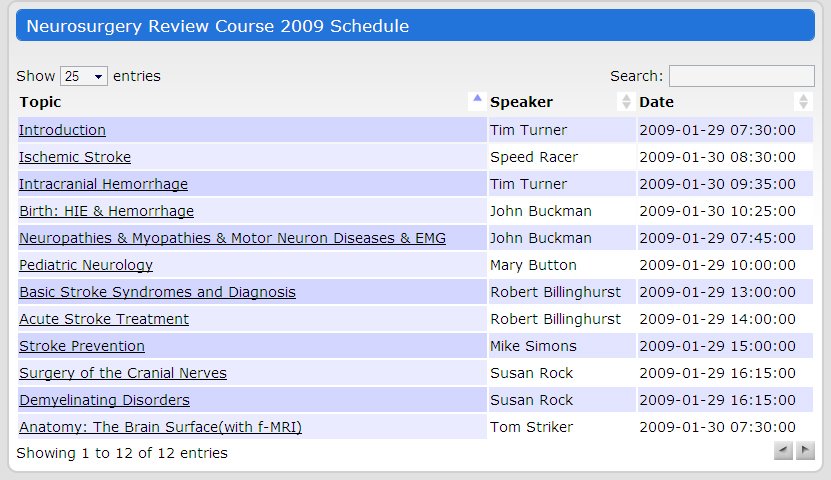 Neurosurgery Review Course 2009 Schedule
Show 25 entries Search:
Topic Speaker Date
Introduction Tim Turner 2009-01-29 07:30:00
Ischemic Stroke Speed Racer 2009-01-30 08:30:00
Intracranial Hemorrhage Tim Turner 2009-01-30 09:35:00
Birth: HIE & Hemorrhage John Buckman 2009-01-30 10:25:00
Neuropathies & Myopathies & Motor Neuron Diseases & EMG John Buckman 2009-01-29 07:45:00
Pediatric Neurology Mary Button 2009-01-29 10:00:00
Basic Stroke Syndromes and Diagnosis Robert Billinghurst 2009-01-29 13:00:00
Acute Stroke Treatment Robert Billinghurst 2009-01-29 14:00:00
Stroke Prevention Mike Simons 2009-01-29 15:00:00
Surgery of the Cranial Nerves Susan Rock 2009-01-29 16:15:00
Demyelinating Disorders Susan Rock 2009-01-29 16:15:00
Anatomy: The Brain Surface(with f-MRI) Tom Striker 2009-01-30 07:30:00
Showing 1 to 12 of 12 entries